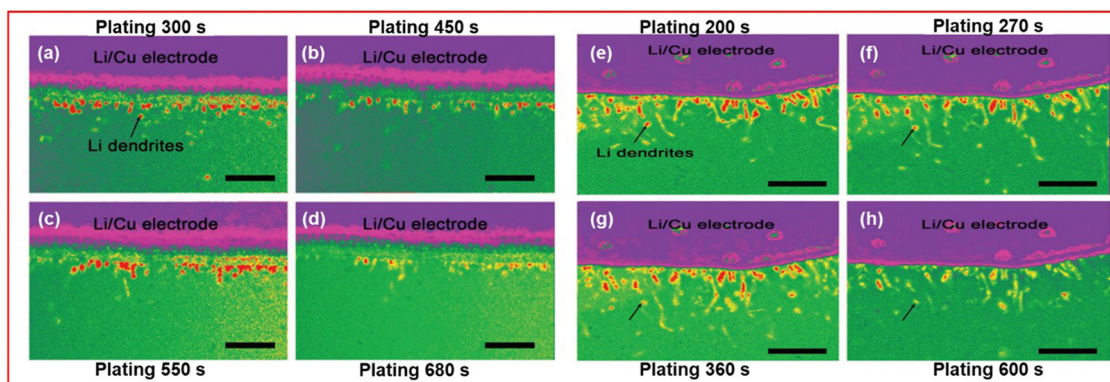 Plating 300 s
Plating 450 s
Plating 200 s
Plating 270 s
(a)
Li/Cu electrode
Li dendrites
(b)
Li/Cu electrode
(e)
Li/Cu electrode
Li dendrites
(f)
Li/Cu electrode
(c)
Li/Cu electrode
(d)
Li/Cu electrode
(g)
Li/Cu electrode
(h)
Li/Cu electrode
Plating 550 s
Plating 680 s
Plating 360 s
Plating 600 s